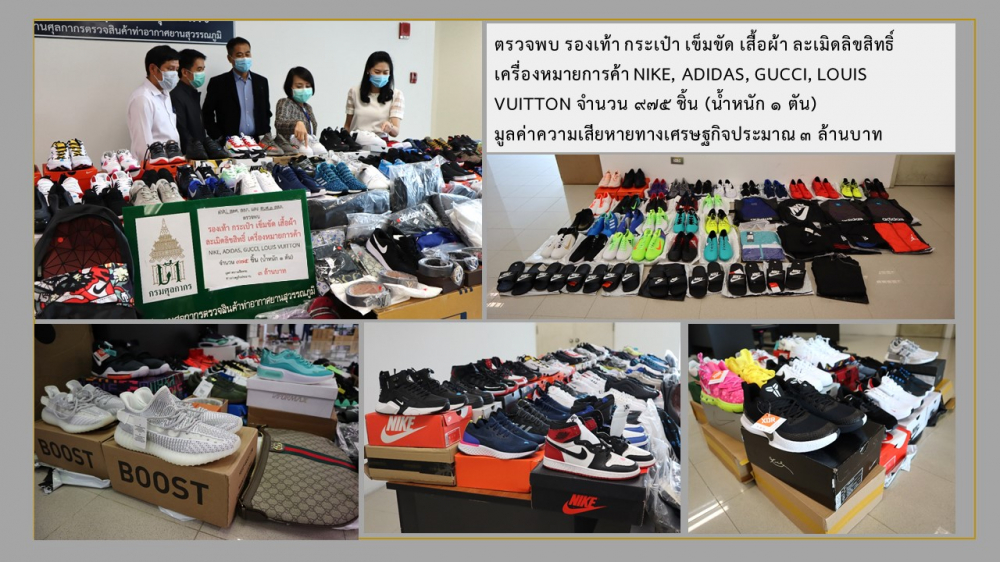 านศุลกากรตรวจสินค้าท่าอากาศยานสุวรรณภูมิ
ตรวจพบ รองเท้า กระเป๋า เข็มขัด เสื้อผ้า ละเมิดลิขสิทธิ์
เครื่องหมายการค้า NIKE, ADIDAS, GUCCI, LOUIS
VUITTON จำนวน ๙๗๕ ชิ้น (น้ำหนัก ๑ ตัน)
มูลค่าความเสียหายทางเศรษฐกิจประมาณ ๓ ล้านบาท
ตรวจพบ
รองเท้า กระเป๋า เข็มขัด เสื้อผ้า
ละเมิดลิขสิทธิ์ เครื่องหมายการค้า
NIKE, ADIDAS, GUCCI, LOUIS VUITTON
จำนวน ๙๗๕ ชิ้น (น้ำหนัก ๑ ตัน)
๓ ล้านบาท
กรมศุลกากร
ศุลกากรตรวจสินค้าท่าอากาศยานสุวรรณภูมิ
BOOST
BOOST
NIKE
NIKE